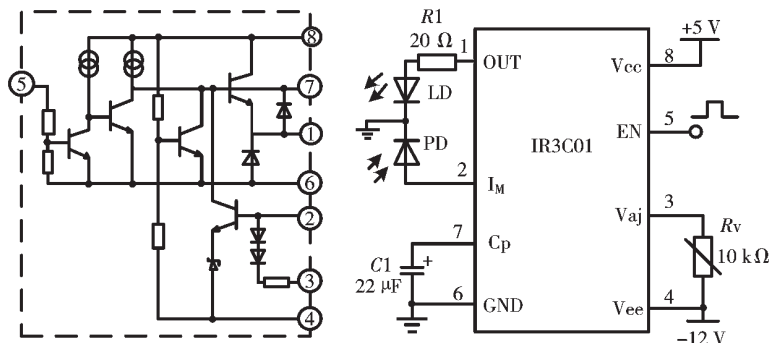 ⑧
⑤
⑦
①
⑥
②
③
④
R1
20 Ω
1
OUT
LD
PD
2
I_M
7
Cp
C1
22 μF
+
6
GND
IR3C01
+5 V
Vcc
8
5
EN
3
Vaj
Rv
10 kΩ
Vee
4
−12 V